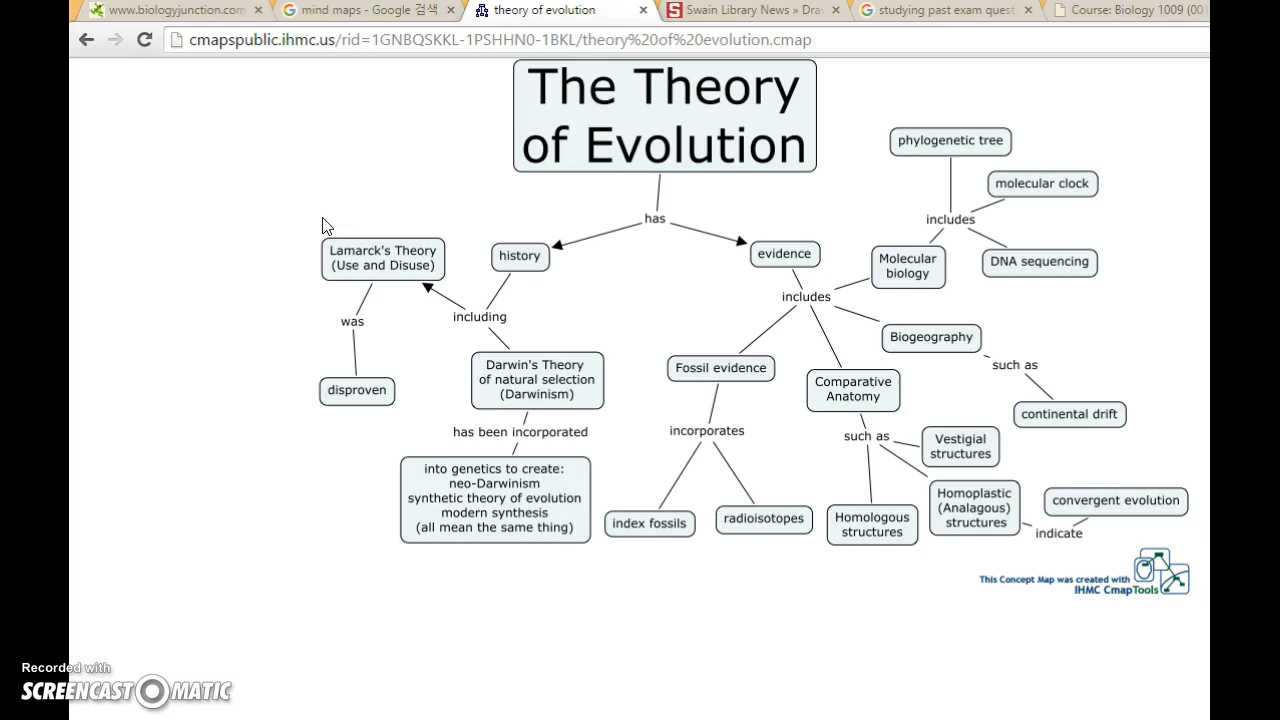 www.biologyjunction.com
mind maps - Google 검색
theory of evolution
Swain Library News » Dra
studying past exam quest
Course: Biology 1009 (001
cmapspublic.ihmc.us/rid=1GNBQSKKL-1PSHHN0-1BKL/theory%20of%20evolution.cmap
The Theory
of Evolution
phylogenetic tree
molecular clock
includes
has
Lamarck's Theory
(Use and Disuse)
history
evidence
Molecular
biology
DNA sequencing
includes
was
including
Biogeography
such as
Darwin's Theory
of natural selection
(Darwinism)
Fossil evidence
Comparative
Anatomy
disproven
continental drift
has been incorporated
incorporates
such as
Vestigial
structures
into genetics to create:
neo-Darwinism
synthetic theory of evolution
modern synthesis
(all mean the same thing)
index fossils
radioisotopes
Homologous
structures
Homoplastic
(Analagous)
structures
convergent evolution
indicate
This Concept Map was created with
IHMC CmapTools
Recorded with
SCREENCAST-O-MATIC